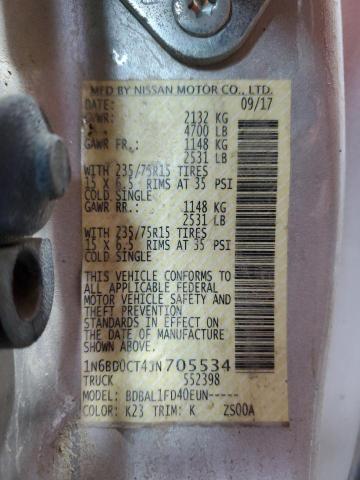 MFD BY NISSAN MOTOR CO., LTD.
DATE: 09/17
GVWR: 2132 KG
4700 LB
GAWR FR.: 1148 KG
2531 LB
WITH 235/75R15 TIRES
15 X 6.5 RIMS AT 35 PSI
COLD SINGLE
GAWR RR.: 1148 KG
2531 LB
WITH 235/75R15 TIRES
15 X 6.5 RIMS AT 35 PSI
COLD SINGLE
THIS VEHICLE CONFORMS TO
ALL APPLICABLE FEDERAL
MOTOR VEHICLE SAFETY AND
THEFT PREVENTION
STANDARDS IN EFFECT ON
THE DATE OF MANUFACTURE
SHOWN ABOVE.
1N6BD0CT4JN705534
TRUCK 552398
MODEL: BDBAL1FD40EUN-----
COLOR: K23 TRIM: K ZS00A